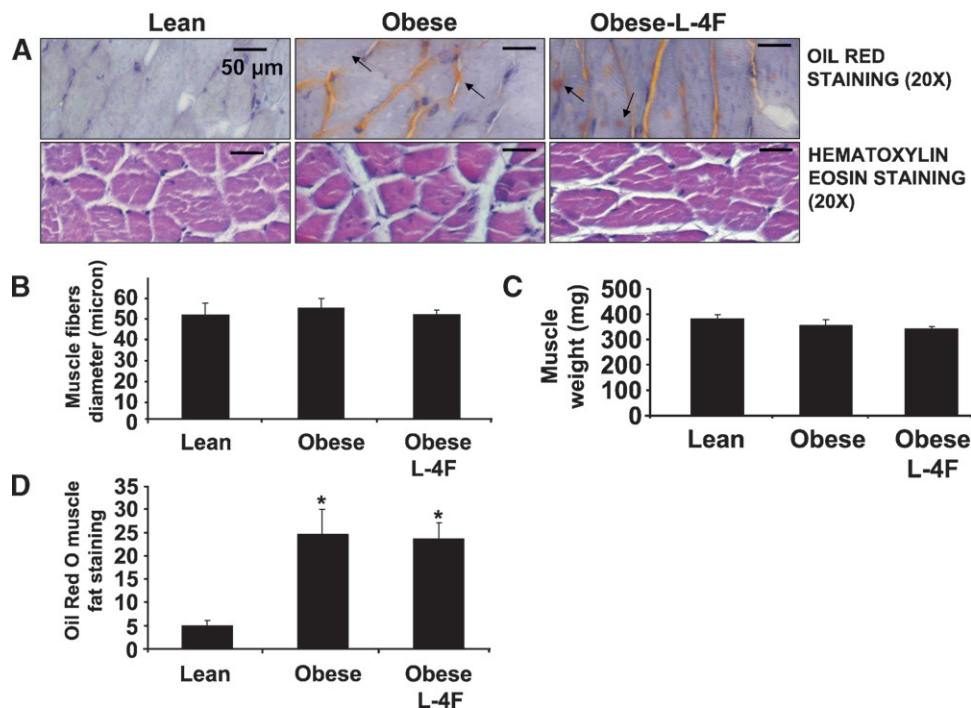 Lean Obese Obese-L-4F
A
50 µm
OIL RED
STAINING (20X)
HEMATOXYLIN
EOSIN STAINING
(20X)
B
Muscle fibers
diameter (micron)
60
50
40
30
20
10
0
Lean Obese Obese
L-4F
C
Muscle
weight (mg)
500
400
300
200
100
0
Lean Obese Obese
L-4F
D
Oil Red O muscle
fat staining
35
30
25
20
15
10
5
0
* *
Lean Obese Obese
L-4F